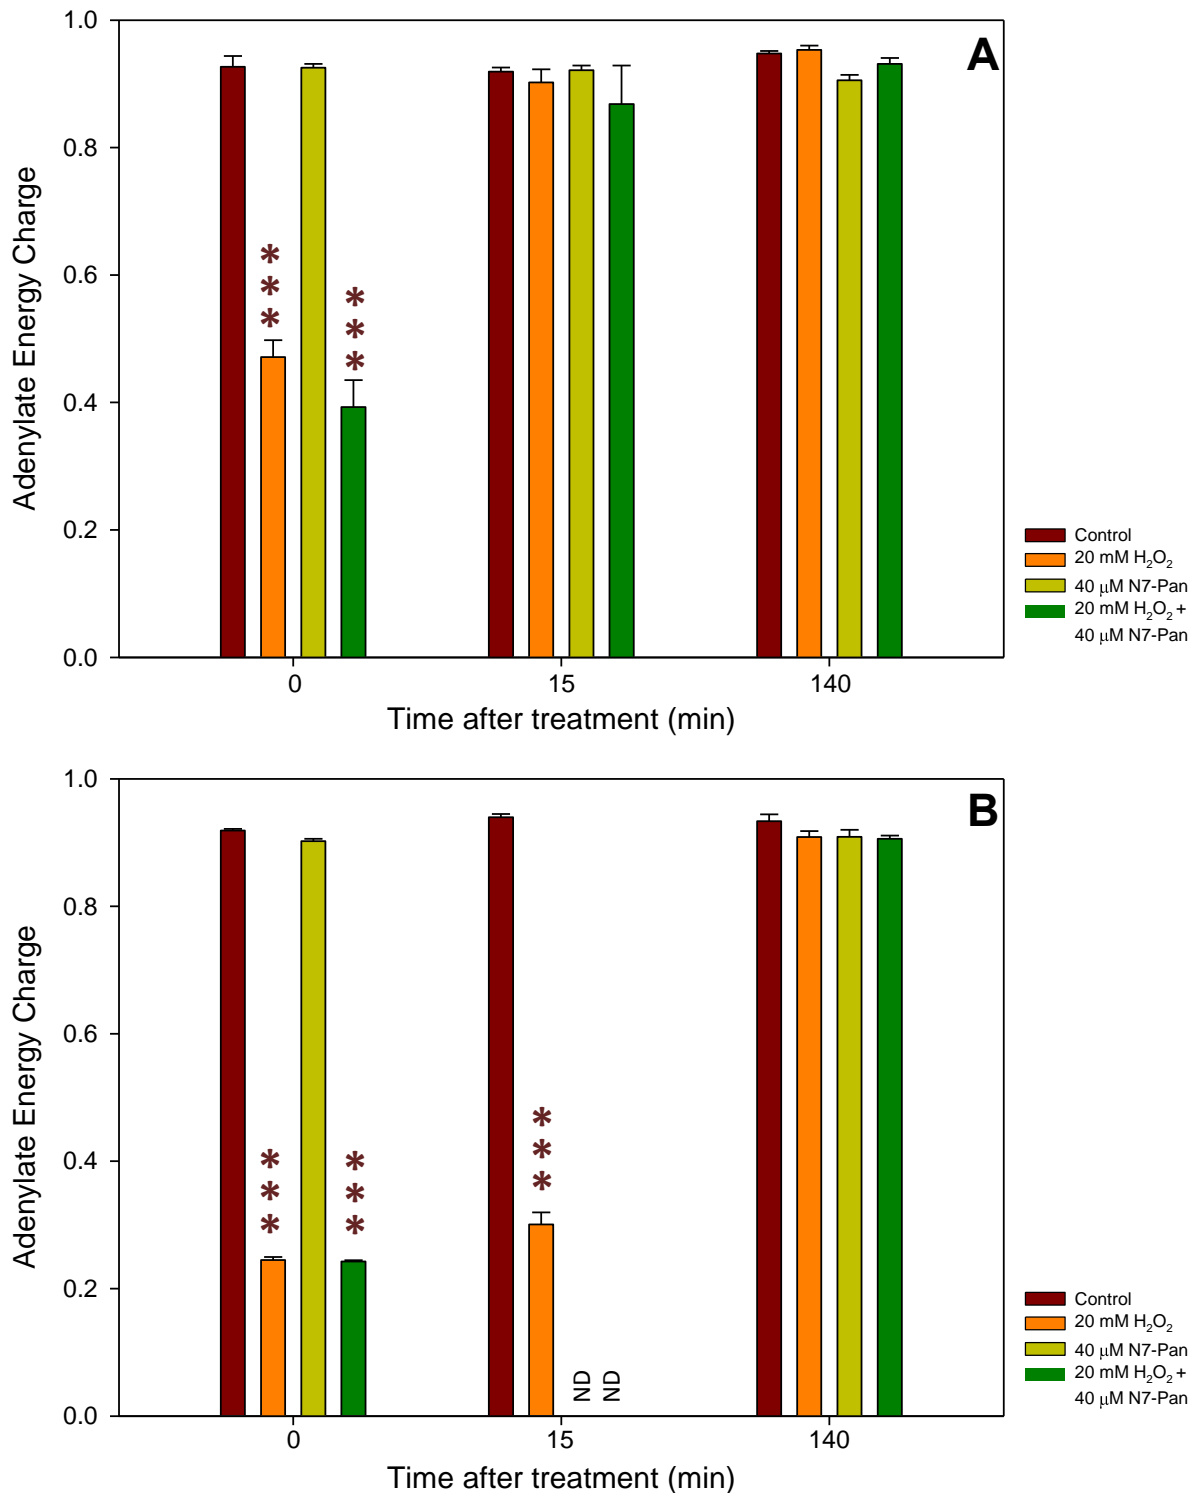 1.0
A
0.8
0.6
0.4
0.2
0.0
Adenylate Energy Charge
***
***
0
15
140
Time after treatment (min)
Control
20 mM H₂O₂
40 μM N7-Pan
20 mM H₂O₂ +
40 μM N7-Pan
1.0
B
0.8
0.6
0.4
0.2
0.0
Adenylate Energy Charge
***
***
***
ND
ND
0
15
140
Time after treatment (min)
Control
20 mM H₂O₂
40 μM N7-Pan
20 mM H₂O₂ +
40 μM N7-Pan